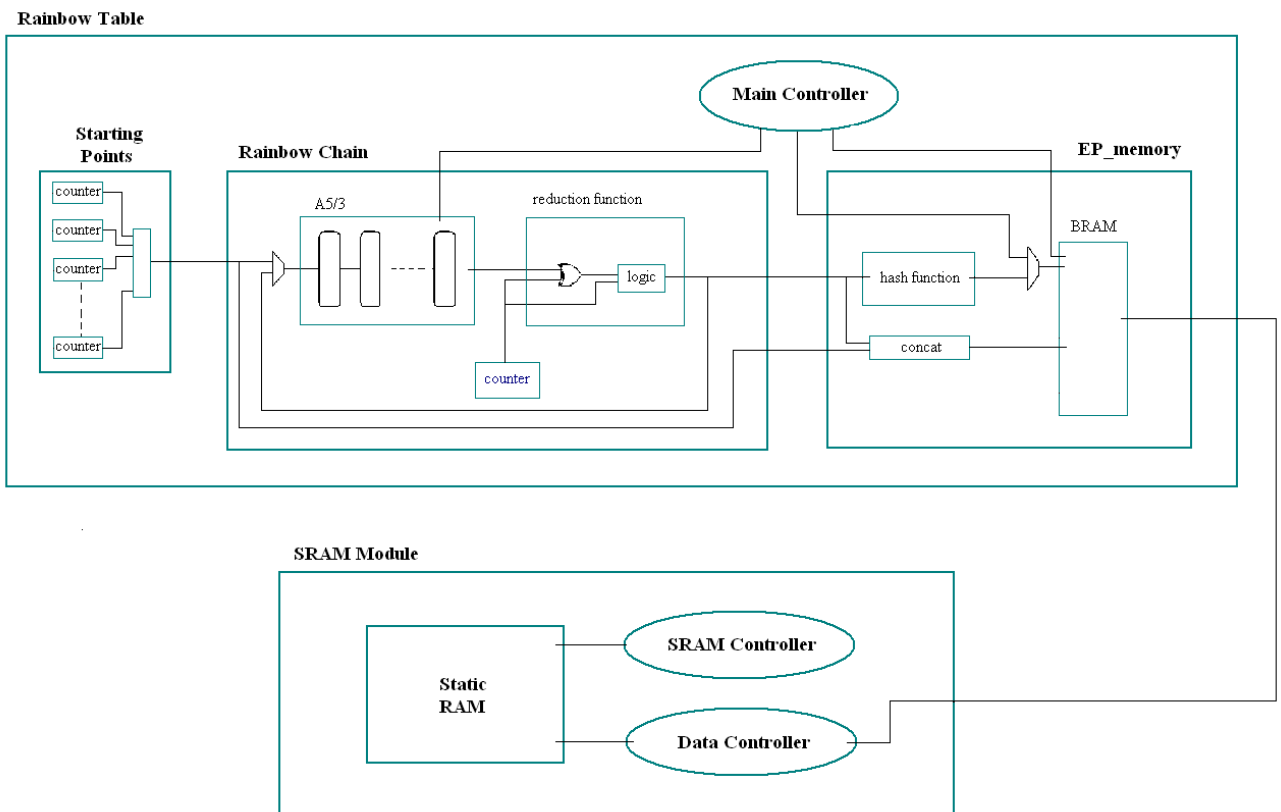 Rainbow Table
Main Controller
Starting
Points
Rainbow Chain
EP_memory
counter
counter
counter
counter
A5/3
reduction function
logic
counter
hash function
concat
BRAM
SRAM Module
Static
RAM
SRAM Controller
Data Controller